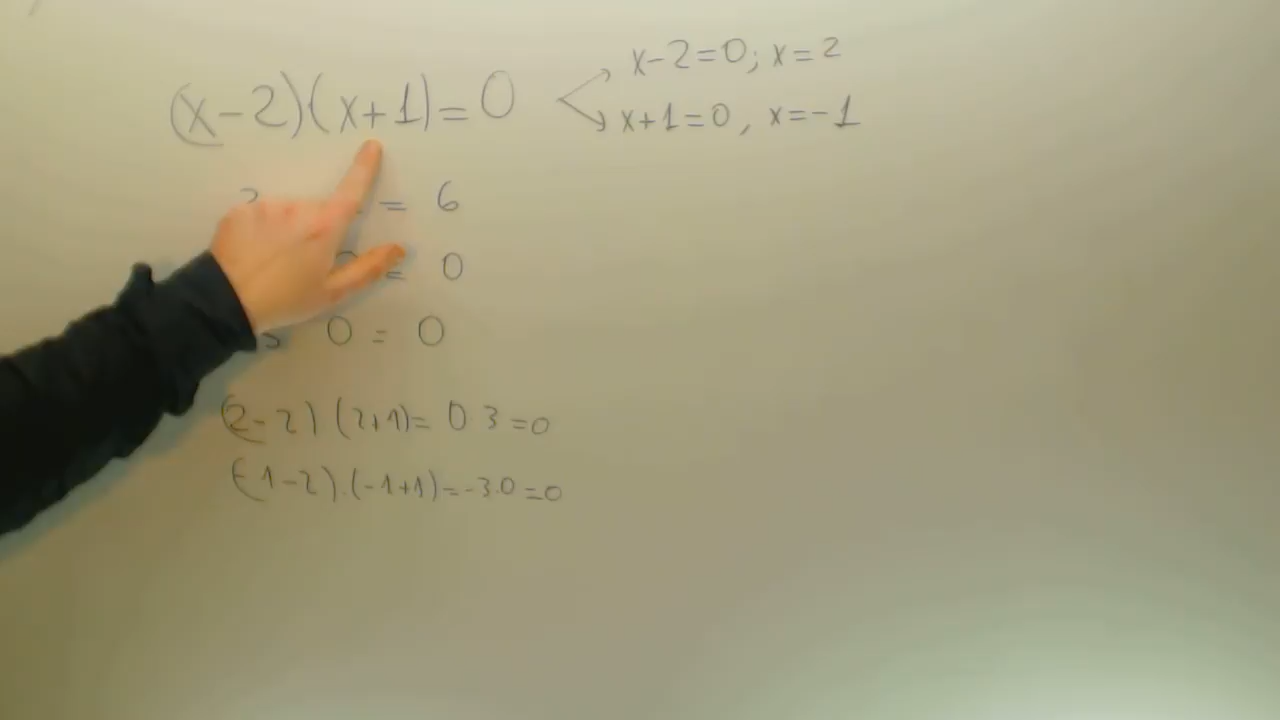 (x-2)(x+1)=0
x-2=0; x=2
x+1=0, x=-1
= 6
= 0
0 = 0
(2-2)(2+1)= 0 3 =0
(-1-2).(-1+1)=-3.0=0